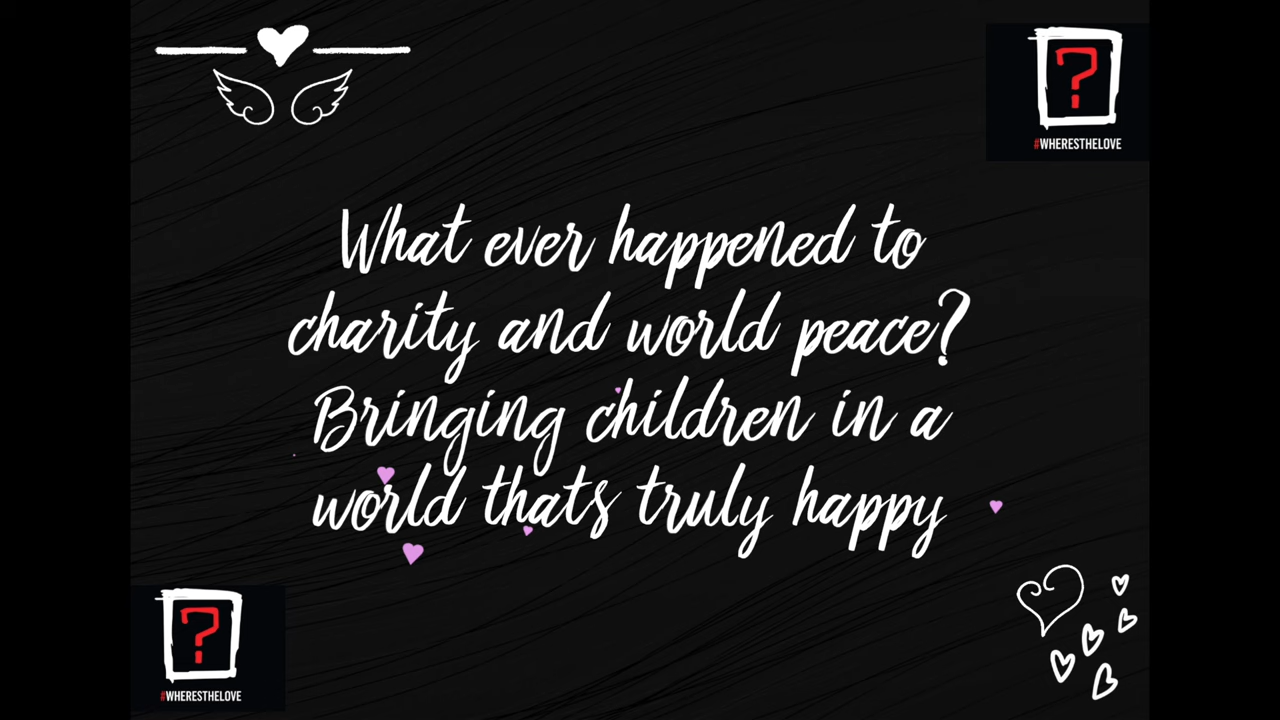 ?
#WHERESTHELOVE
What ever happened to
charity and world peace?
Bringing children in a
world thats truly happy
?
#WHERESTHELOVE